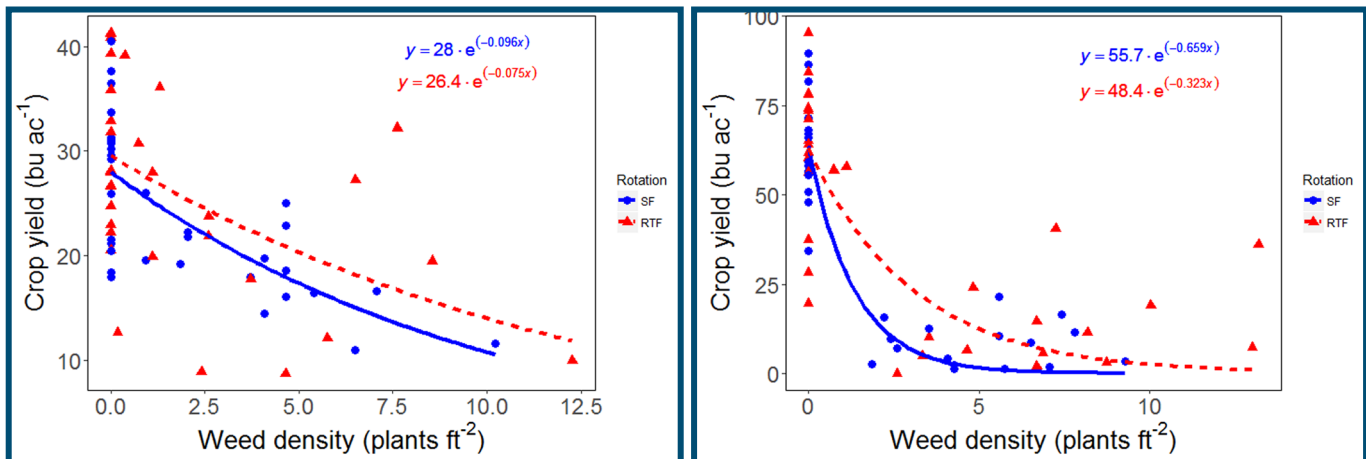 y = 28 · e^(−0.096x)
y = 26.4 · e^(−0.075x)
40
30
20
10
Crop yield (bu ac⁻¹)
0.0 2.5 5.0 7.5 10.0 12.5
Weed density (plants ft⁻²)
Rotation
SF
RTF
y = 55.7 · e^(−0.659x)
y = 48.4 · e^(−0.323x)
100
75
50
25
0
Crop yield (bu ac⁻¹)
0 5 10
Weed density (plants ft⁻²)
Rotation
SF
RTF